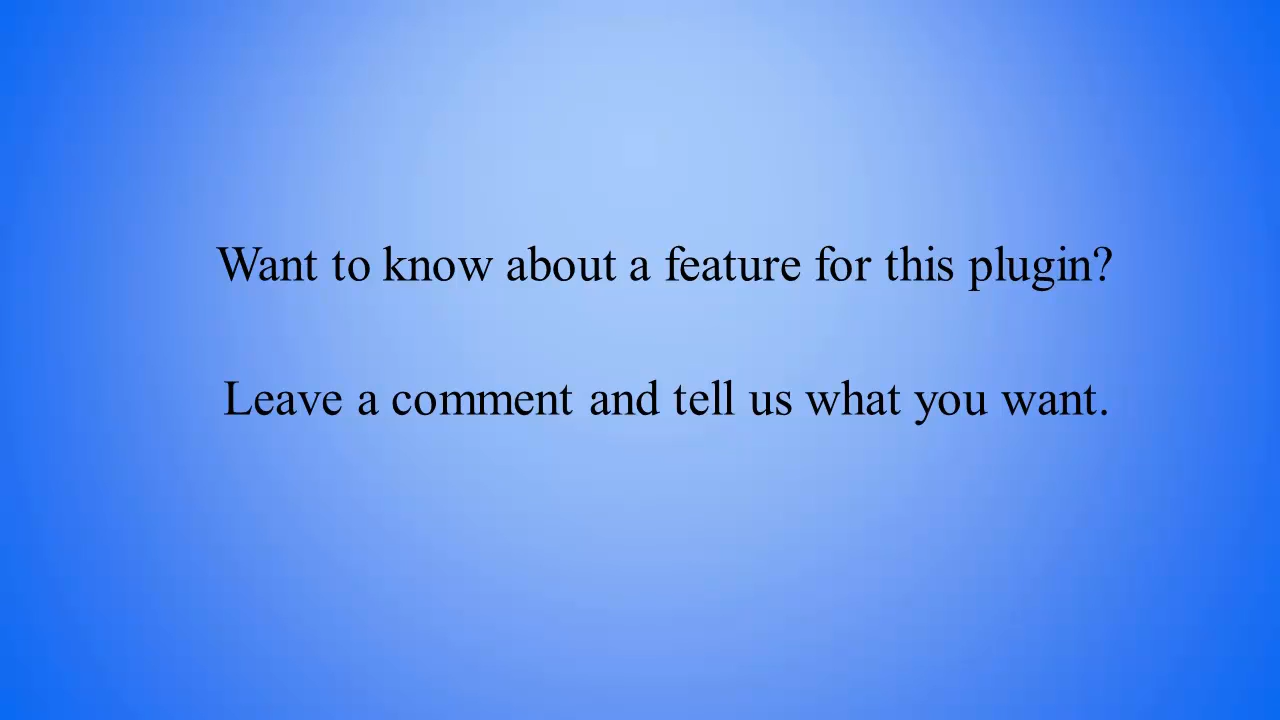 Want to know about a feature for this plugin?
Leave a comment and tell us what you want.